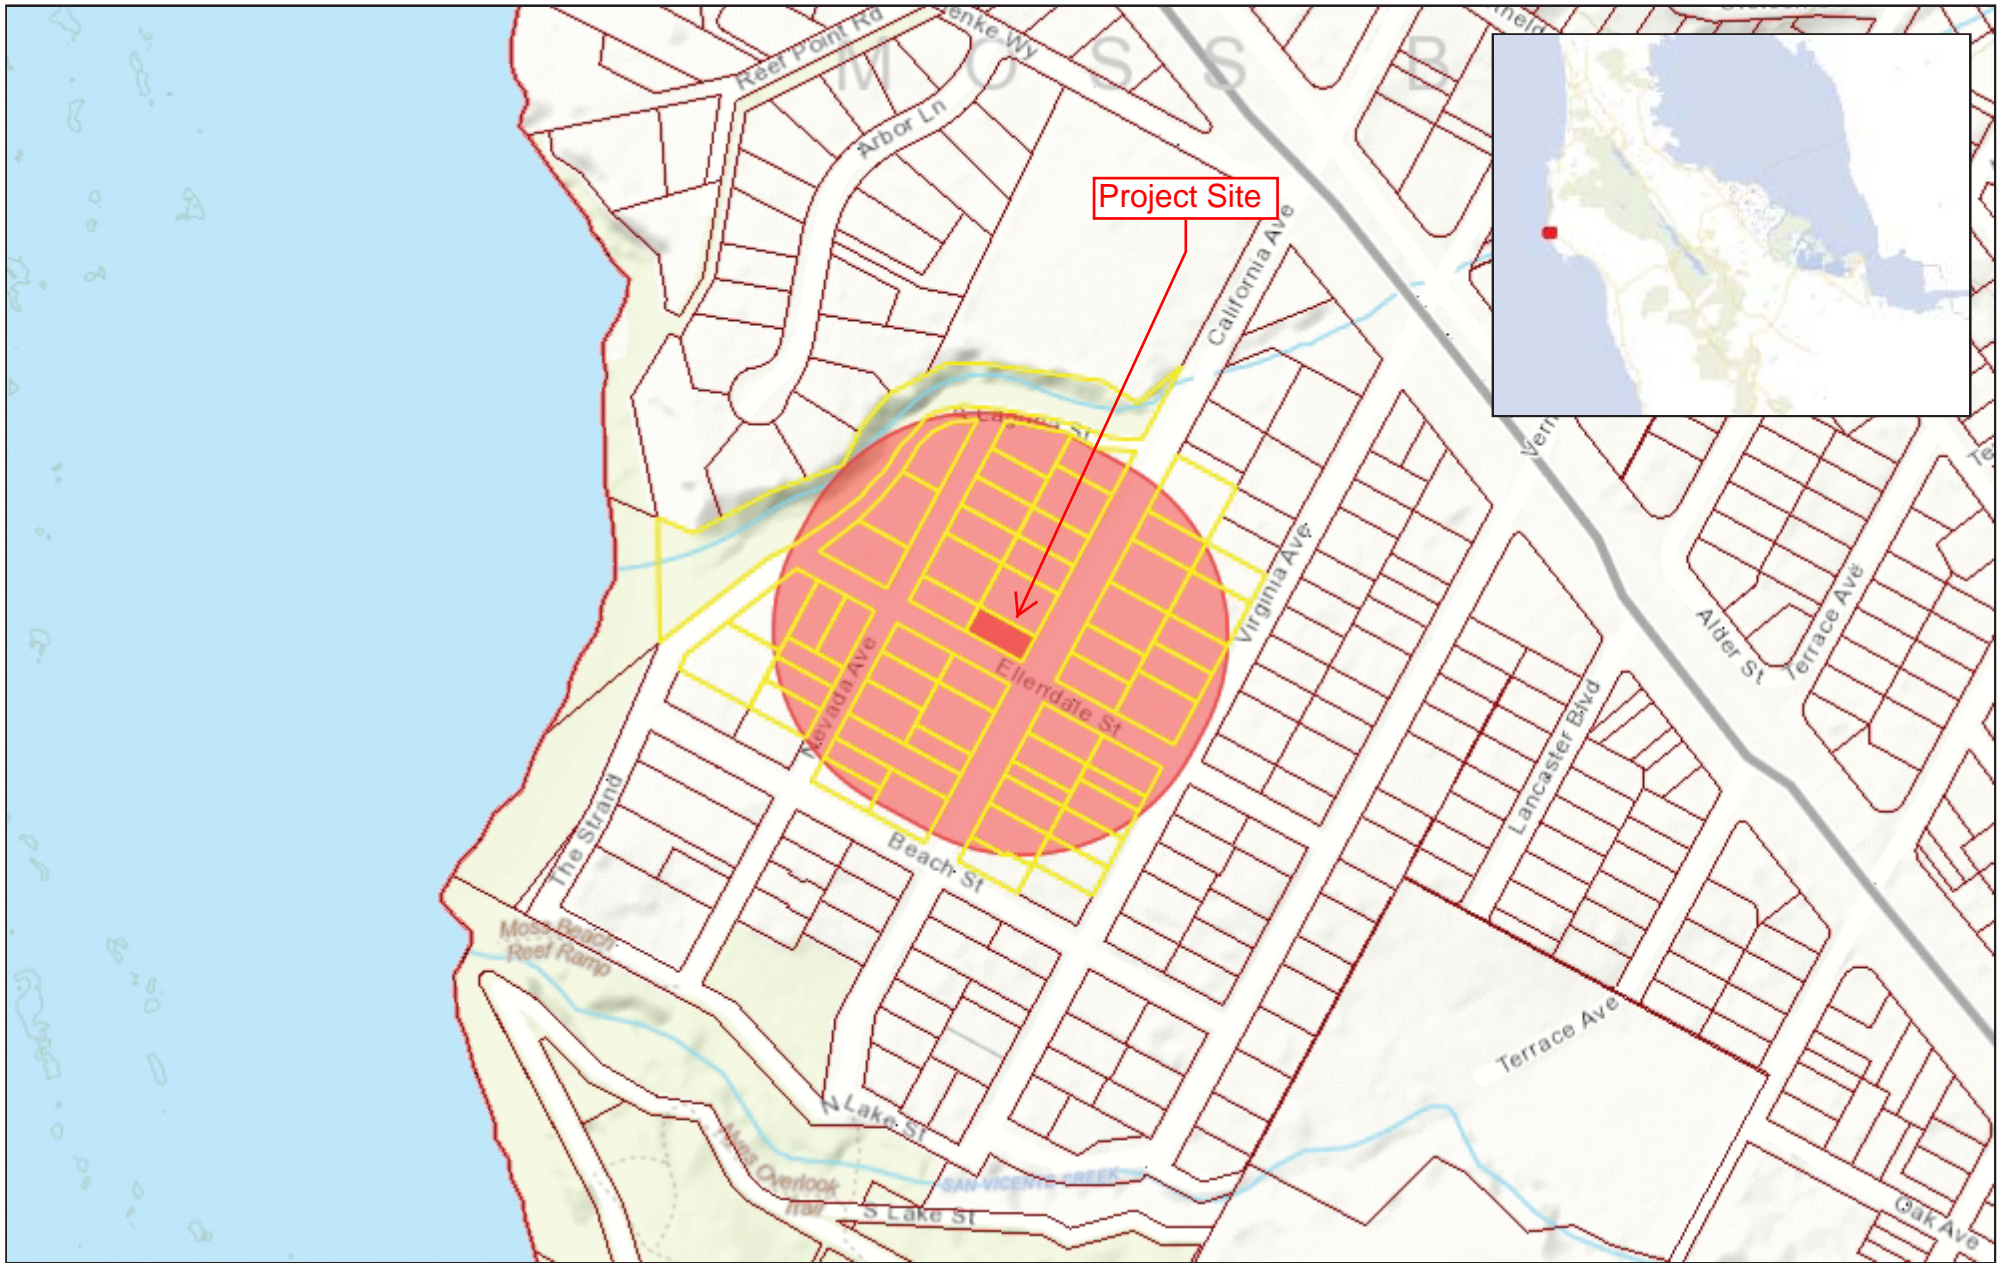 Reef Point Rd
M O S S B
Arbor Ln
Project Site
California Ave
Virginia Ave
Nevada Ave
Ellendale St
Beach St
The Strand
Alder St
Terrace Ave
Lancaster Blvd
Moss Beach
Reef Ramp
Terrace Ave
N Lake St
Overlook
Trail
SAN VICENTE CREEK
S Lake St
Oak Ave